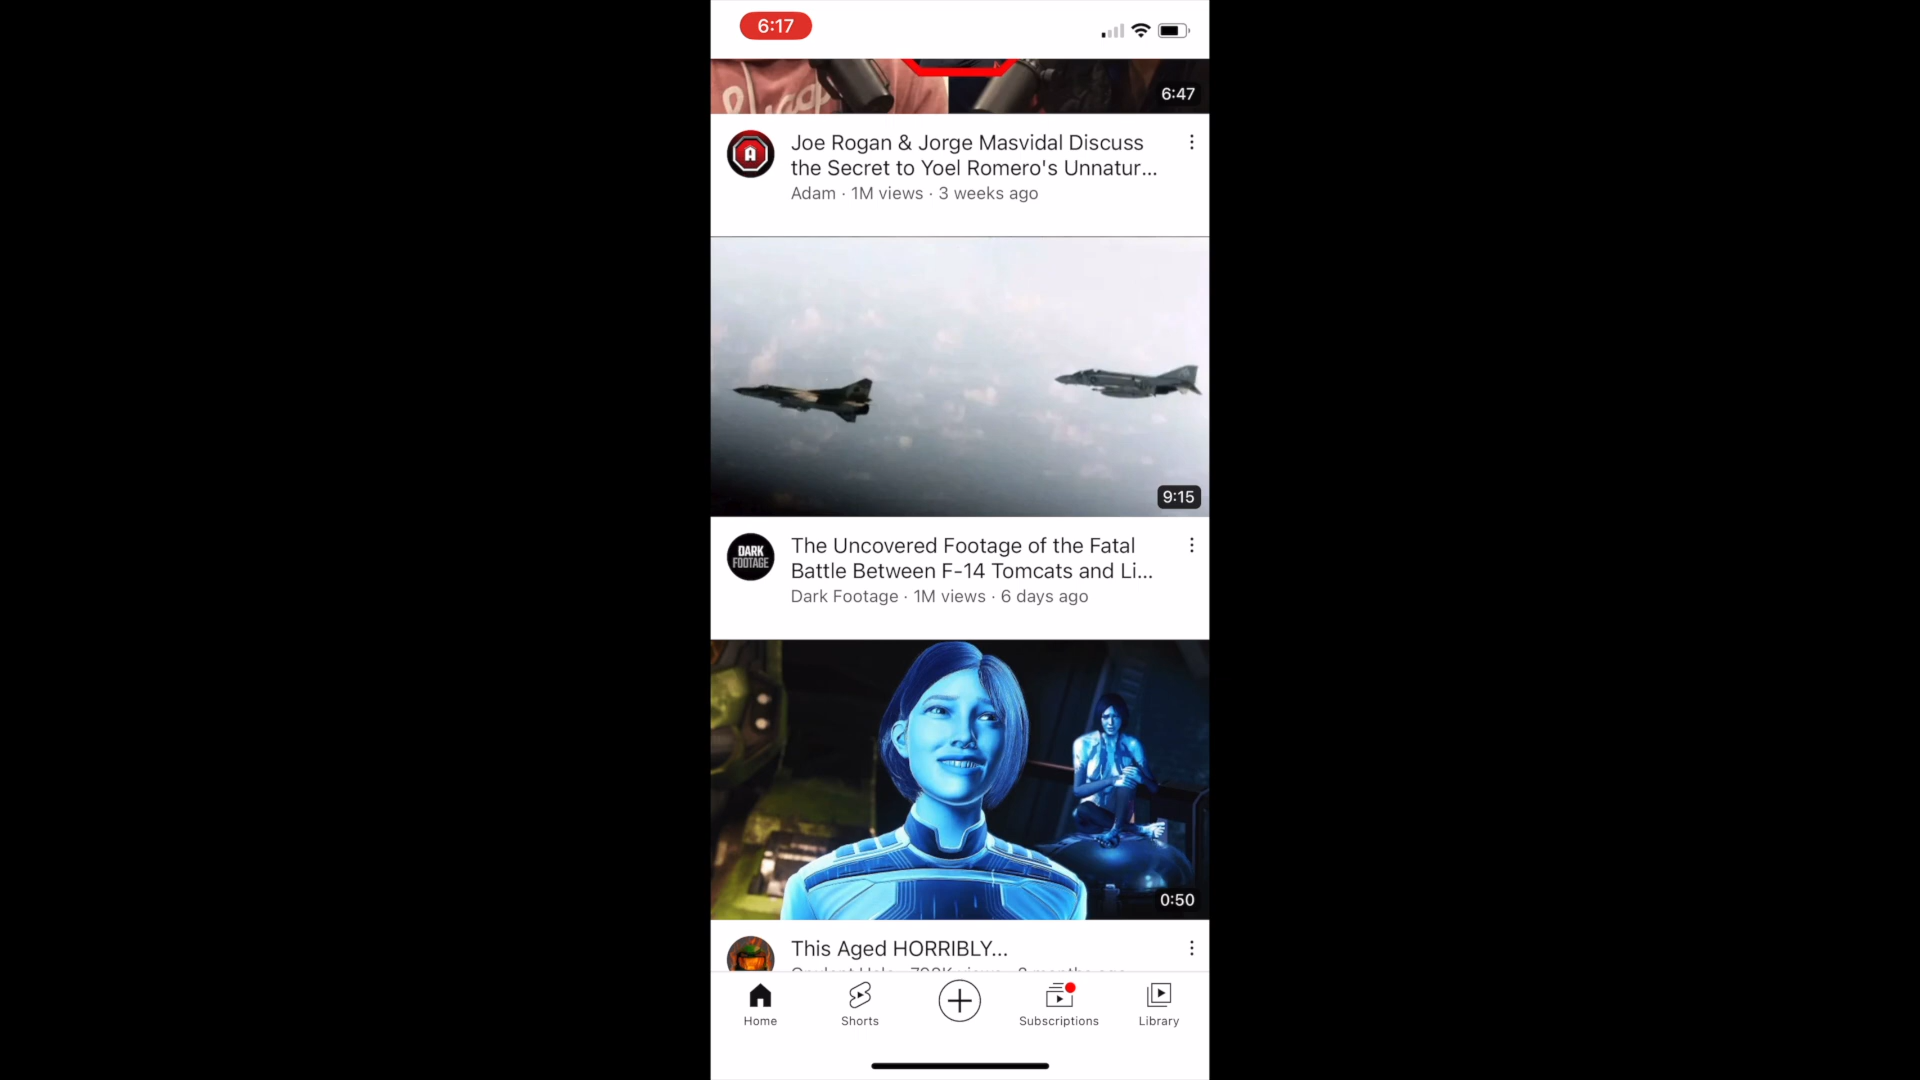 6:17
6:47
A
Joe Rogan & Jorge Masvidal Discuss
the Secret to Yoel Romero's Unnatur...
Adam · 1M views · 3 weeks ago
9:15
DARK
FOOTAGE
The Uncovered Footage of the Fatal
Battle Between F-14 Tomcats and Li...
Dark Footage · 1M views · 6 days ago
0:50
This Aged HORRIBLY...
Home
Shorts
Subscriptions
Library